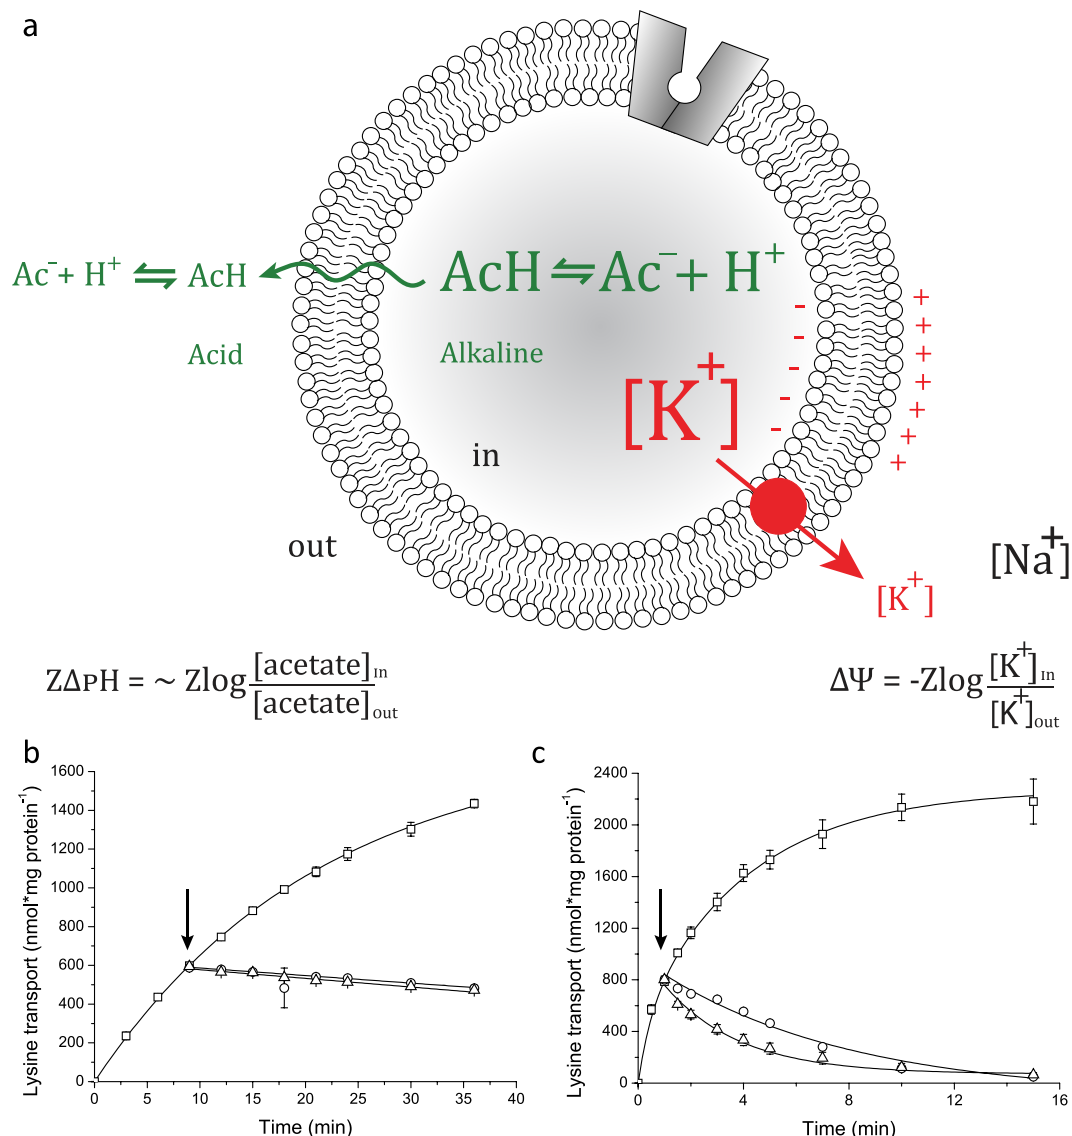 a
Ac⁻ + H⁺ ⇌ AcH
AcH ⇌ Ac⁻ + H⁺
Acid
Alkaline
[K⁺]
in
out
[K⁺]
[Na⁺]
- - - - -
+ + + + + + +
ZΔpH = ~ Zlog [acetate]In / [acetate]out
ΔΨ = -Zlog [K⁺]In / [K⁺]Out
b
Lysine transport (nmol*mg protein⁻¹)
1600
1400
1200
1000
800
600
400
200
0
0 5 10 15 20 25 30 35 40
Time (min)
c
Lysine transport (nmol*mg protein⁻¹)
2400
2000
1600
1200
800
400
0
0 4 8 12 16
Time (min)